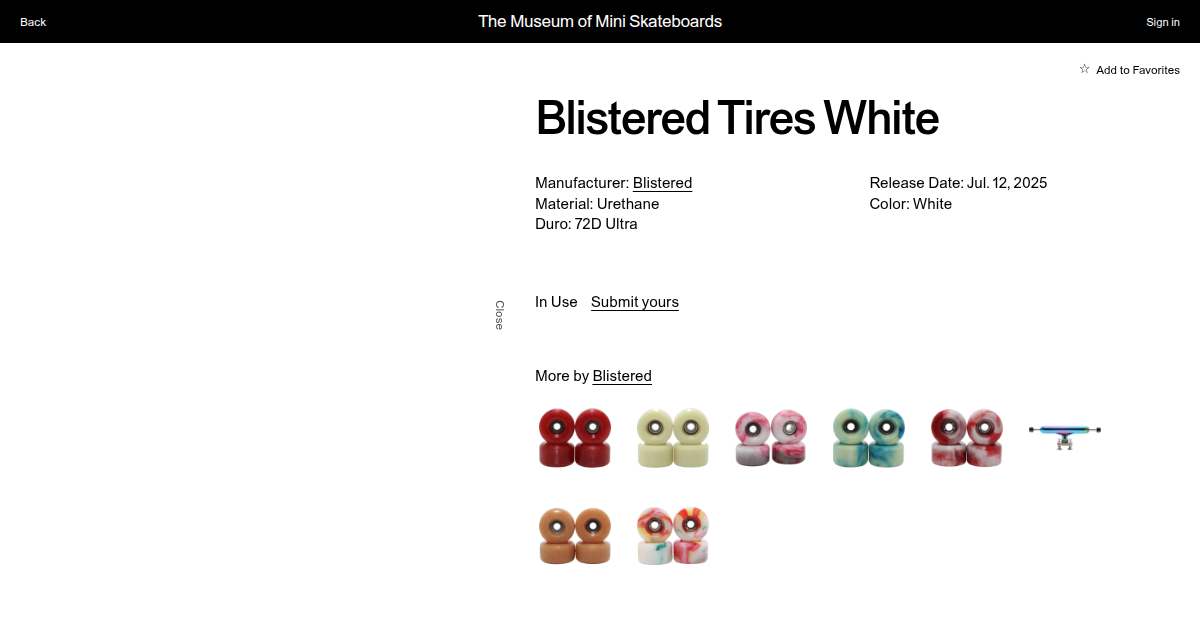 Back
The Museum of Mini Skateboards
Sign in
☆ Add to Favorites
Blistered Tires White
Manufacturer: Blistered
Material: Urethane
Duro: 72D Ultra
Release Date: Jul. 12, 2025
Color: White
Close
In Use Submit yours
More by Blistered